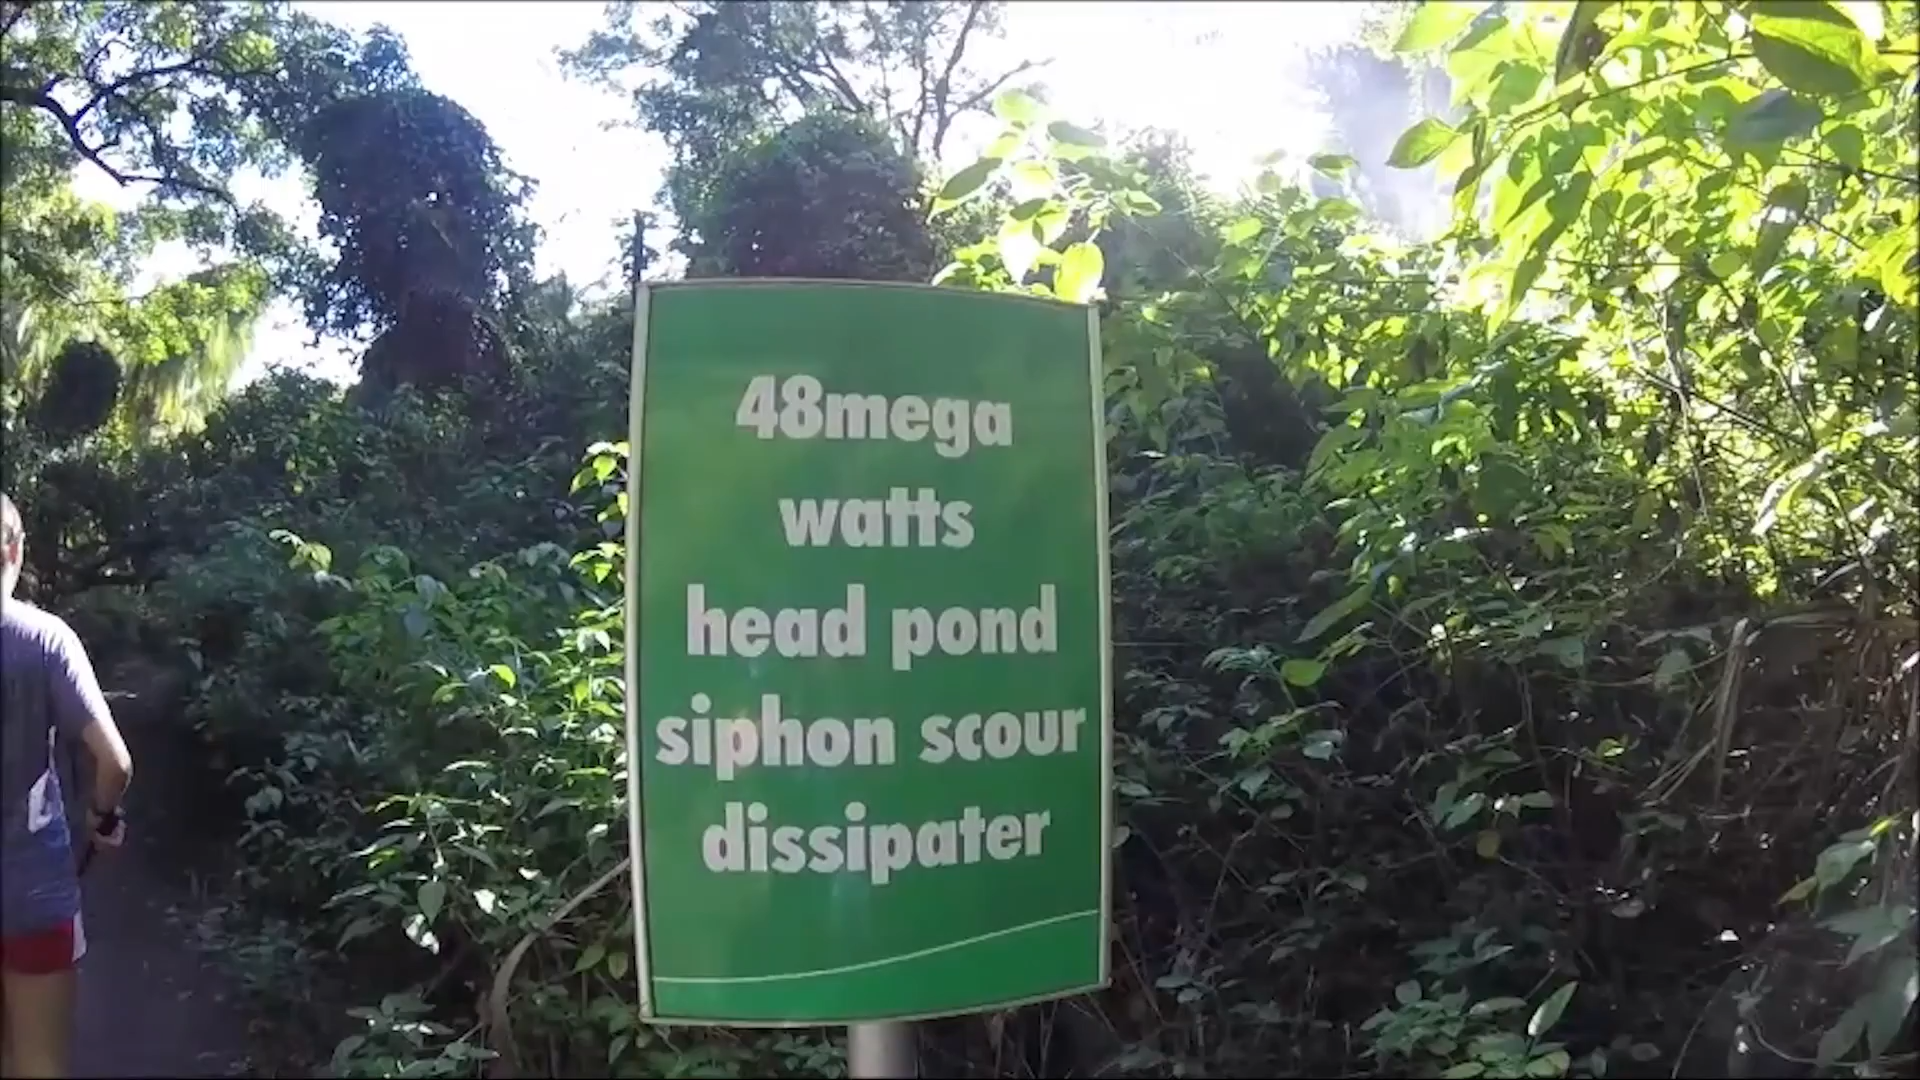 48mega
watts
head pond
siphon scour
dissipater